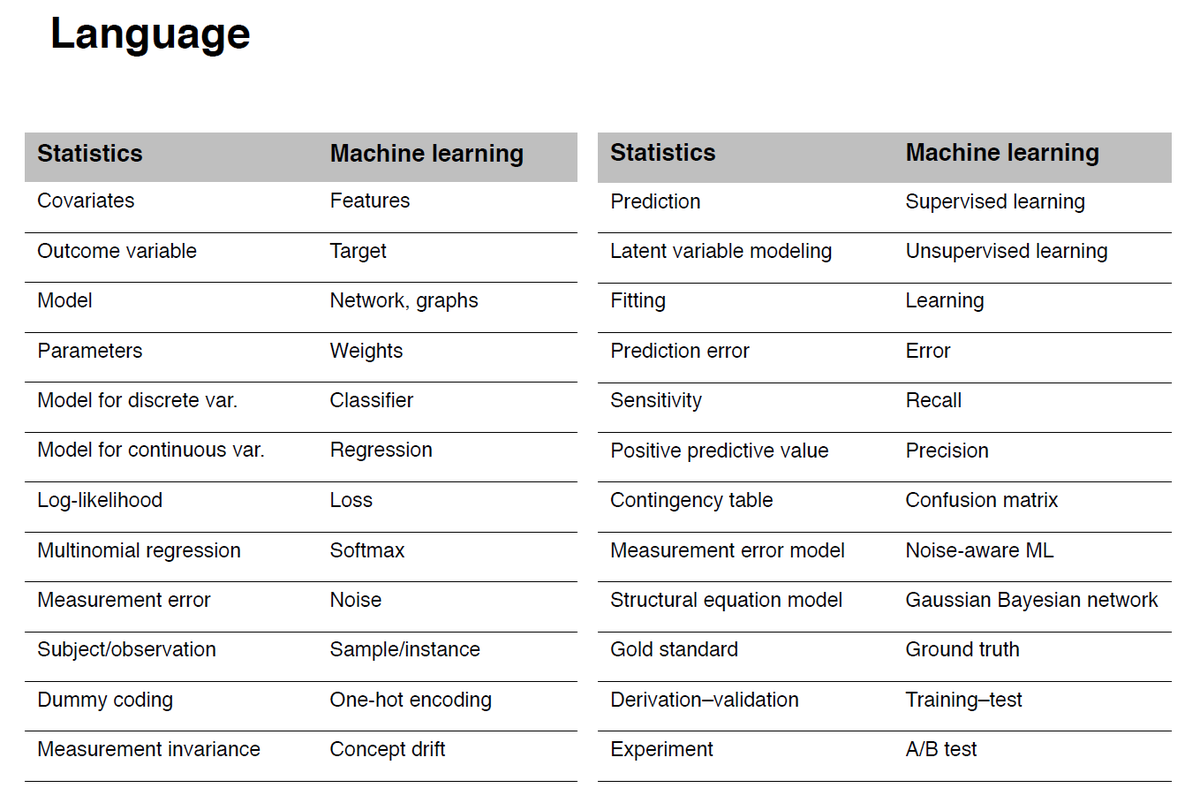 Language
Statistics Machine learning
Covariates Features
Outcome variable Target
Model Network, graphs
Parameters Weights
Model for discrete var. Classifier
Model for continuous var. Regression
Log-likelihood Loss
Multinomial regression Softmax
Measurement error Noise
Subject/observation Sample/instance
Dummy coding One-hot encoding
Measurement invariance Concept drift
Statistics Machine learning
Prediction Supervised learning
Latent variable modeling Unsupervised learning
Fitting Learning
Prediction error Error
Sensitivity Recall
Positive predictive value Precision
Contingency table Confusion matrix
Measurement error model Noise-aware ML
Structural equation model Gaussian Bayesian network
Gold standard Ground truth
Derivation–validation Training–test
Experiment A/B test